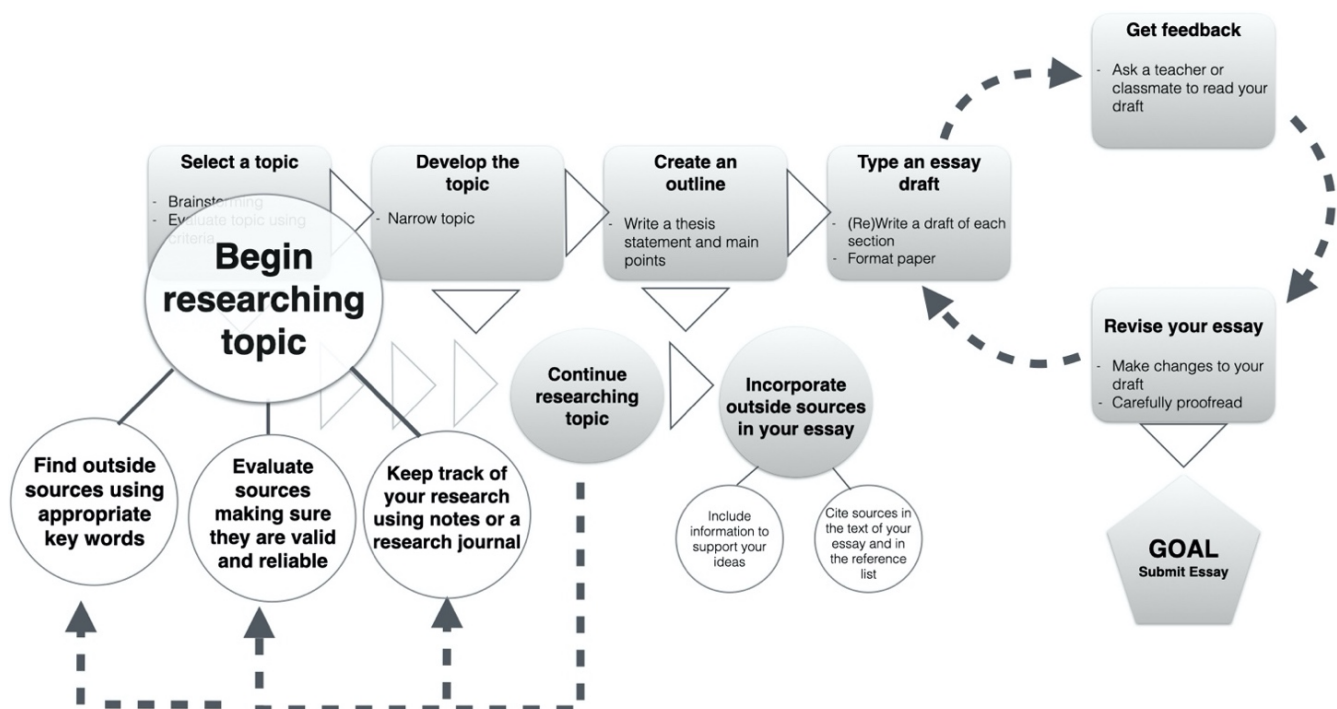 Get feedback
- Ask a teacher or
classmate to read your
draft
Select a topic
- Brainstorming
- Evaluate topic using
criteria
Develop the
topic
- Narrow topic
Create an
outline
- Write a thesis
statement and main
points
Type an essay
draft
- (Re)Write a draft of each
section
- Format paper
Begin
researching
topic
Revise your essay
- Make changes to your
draft
- Carefully proofread
Continue
researching
topic
Incorporate
outside sources
in your essay
Find outside
sources using
appropriate
key words
Evaluate
sources
making sure
they are valid
and reliable
Keep track of
your research
using notes or a
research journal
Include
information to
support your
ideas
Cite sources in
the text of your
essay and in
the reference
list
GOAL
Submit Essay